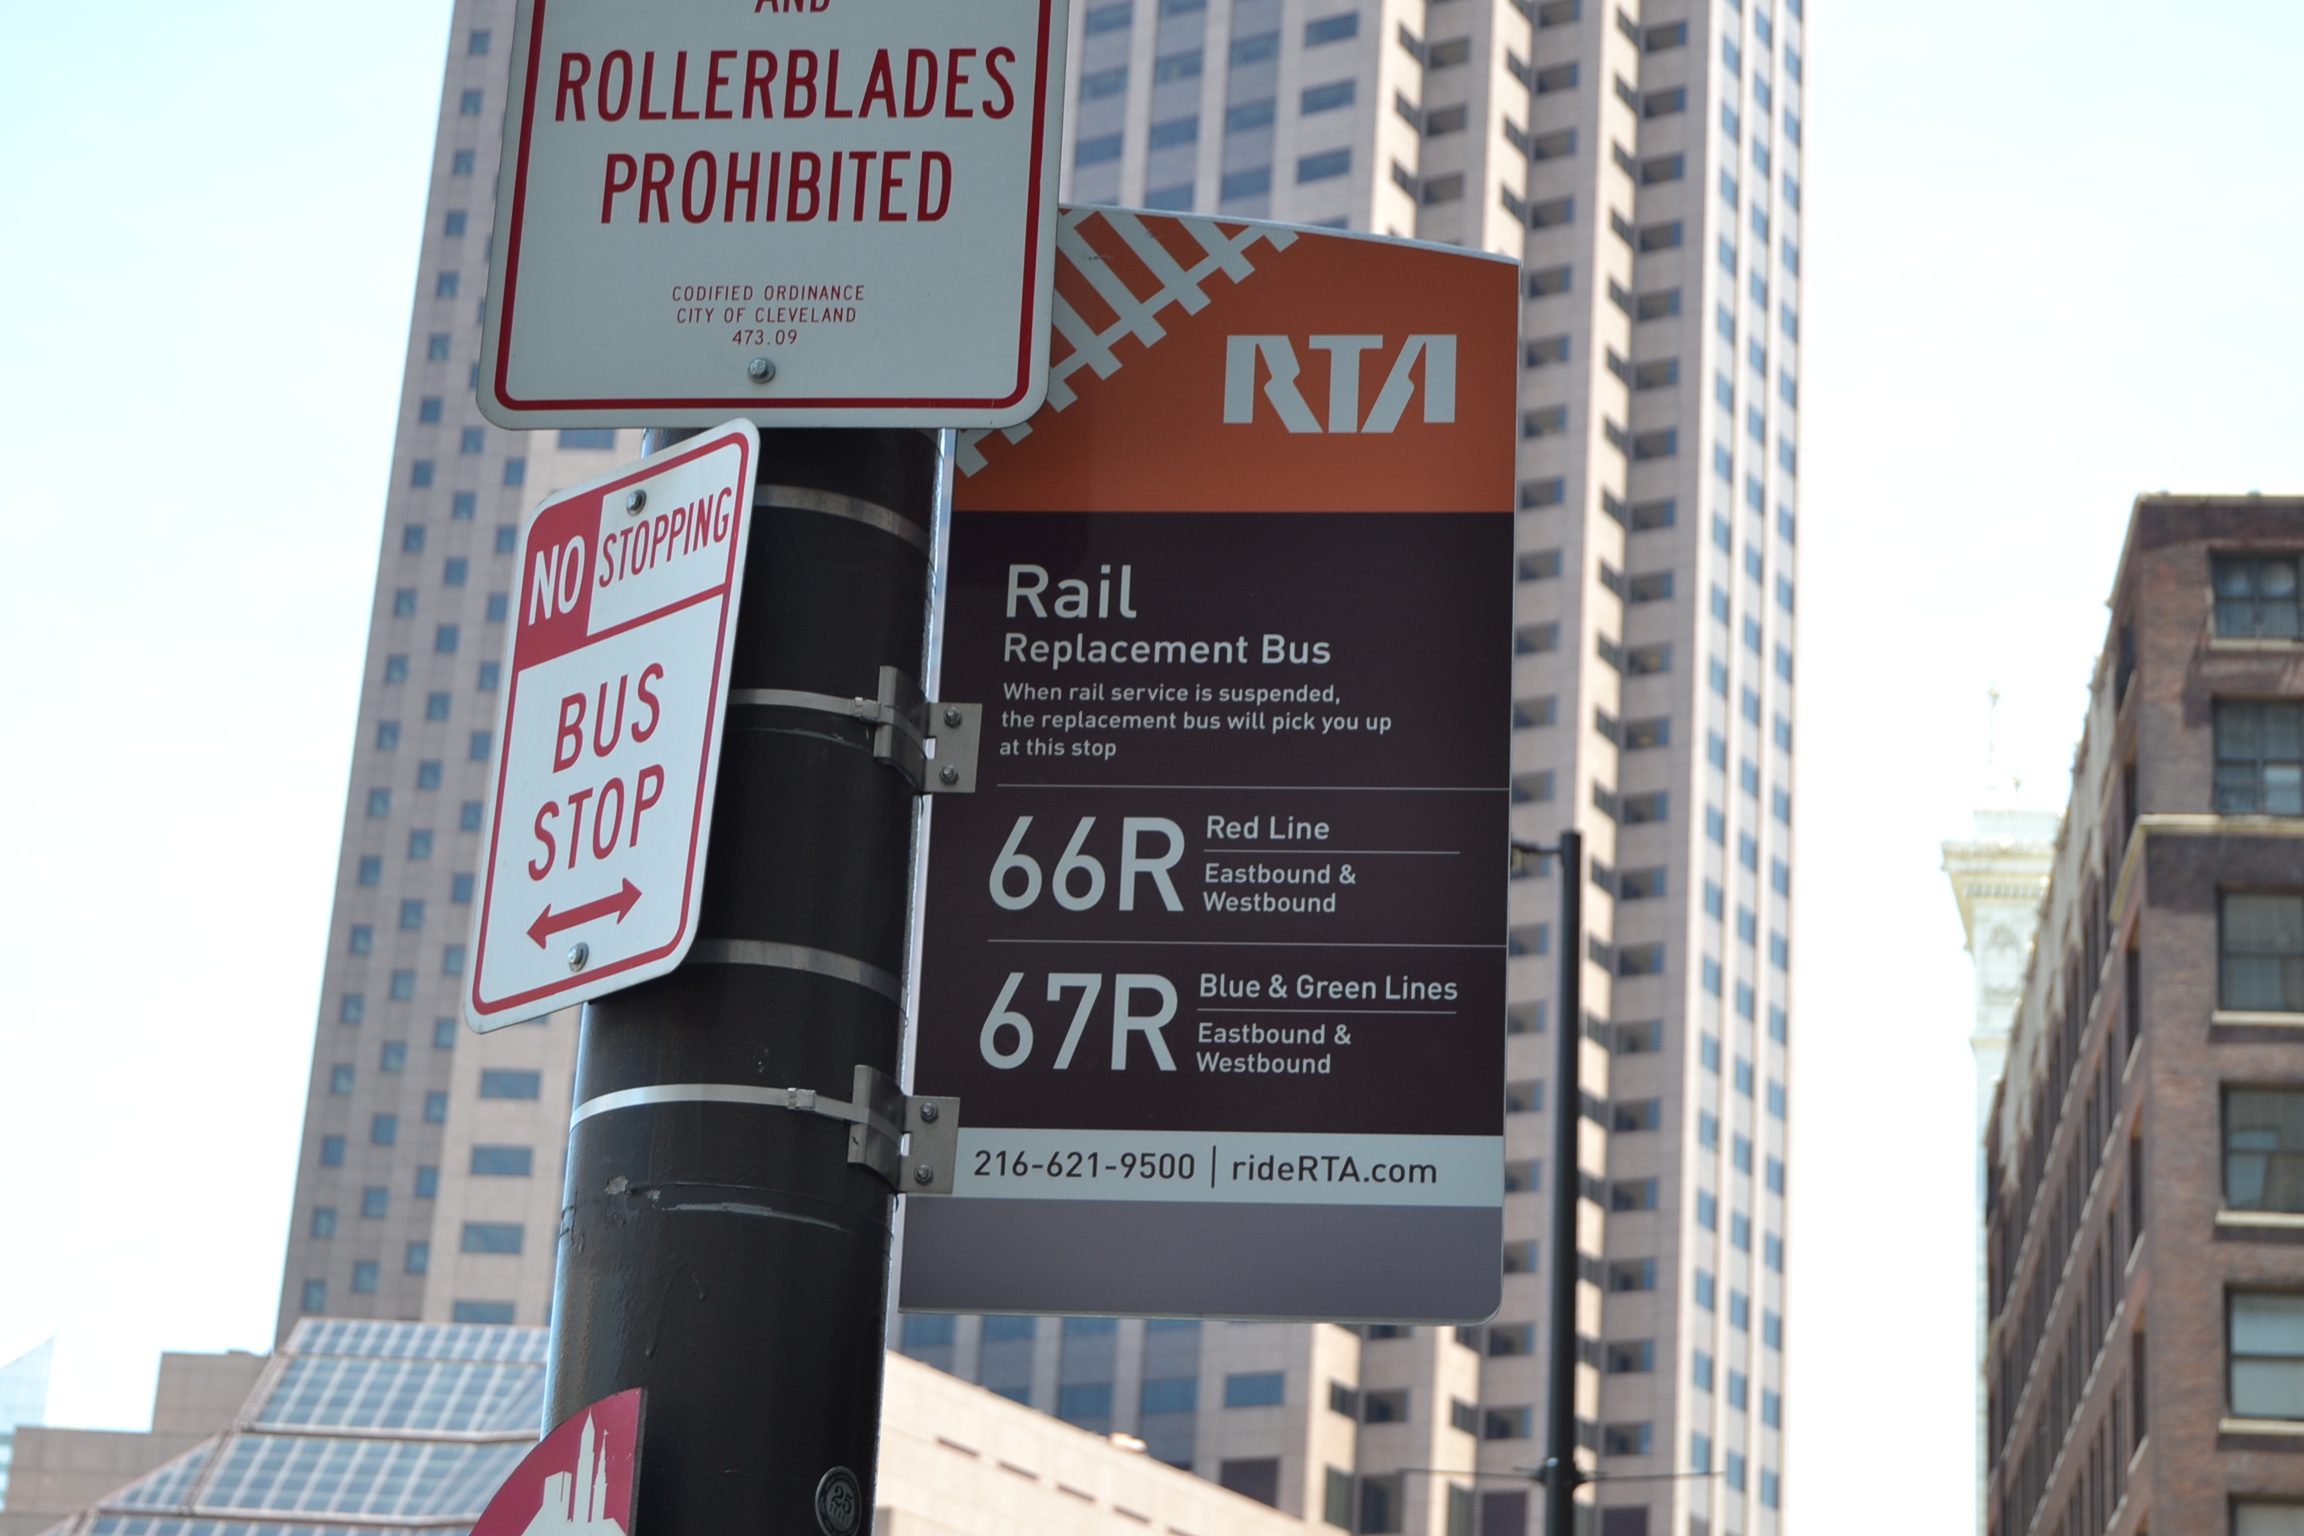 AND
ROLLERBLADES
PROHIBITED
CODIFIED ORDINANCE
CITY OF CLEVELAND
473.09
NO STOPPING
BUS
STOP
RTA
Rail
Replacement Bus
When rail service is suspended,
the replacement bus will pick you up
at this stop
66R
Red Line
Eastbound &
Westbound
67R
Blue & Green Lines
Eastbound &
Westbound
216-621-9500 | rideRTA.com
25